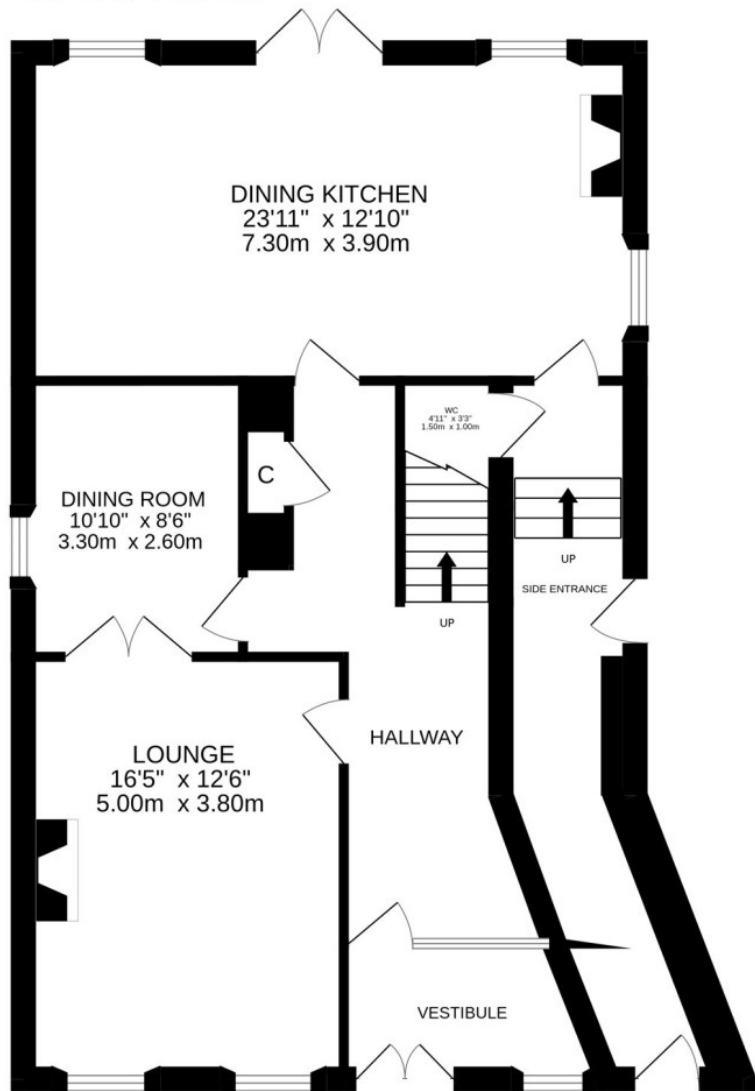 DINING KITCHEN
23'11" x 12'10"
7.30m x 3.90m
WC
4'11" x 3'3"
1.50m x 1.00m
C
DINING ROOM
10'10" x 8'6"
3.30m x 2.60m
UP
SIDE ENTRANCE
UP
HALLWAY
LOUNGE
16'5" x 12'6"
5.00m x 3.80m
VESTIBULE